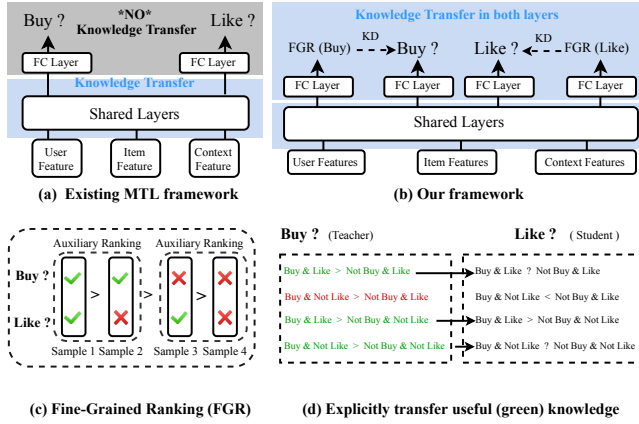 *NO*
Knowledge Transfer
Buy ?
Like ?
FC Layer
FC Layer
Knowledge Transfer
Shared Layers
User
Feature
Item
Feature
Context
Feature
(a) Existing MTL framework
Knowledge Transfer in both layers
FGR (Buy)
KD
Buy ?
Like ?
KD
FGR (Like)
FC Layer
FC Layer
FC Layer
FC Layer
Shared Layers
User Features
Item Features
Context Features
(b) Our framework
Auxiliary Ranking
Auxiliary Ranking
Buy ?
> > >
Like ?
Sample 1 Sample 2 Sample 3 Sample 4
(c) Fine-Grained Ranking (FGR)
Buy ? (Teacher)
Like ? ( Student )
Buy & Like > Not Buy & Like
Buy & Like ? Not Buy & Like
Buy & Not Like > Not Buy & Like
Buy & Not Like < Not Buy & Like
Buy & Like > Not Buy & Not Like
Buy & Like > Not Buy & Not Like
Buy & Not Like > Not Buy & Not Like
Buy & Not Like ? Not Buy & Not Like
(d) Explicitly transfer useful (green) knowledge